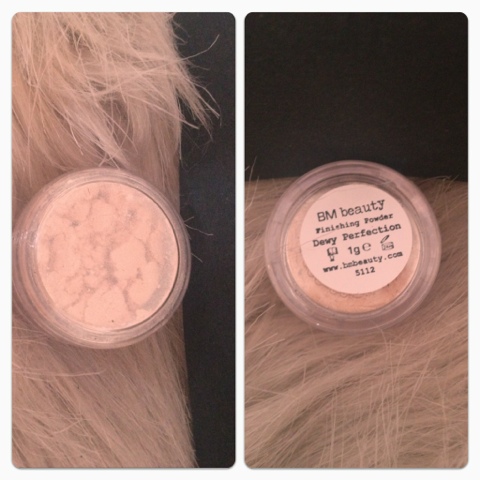 BM beauty
Finishing Powder
Dewy Perfection
1g e
www.bmbeauty.com
5112